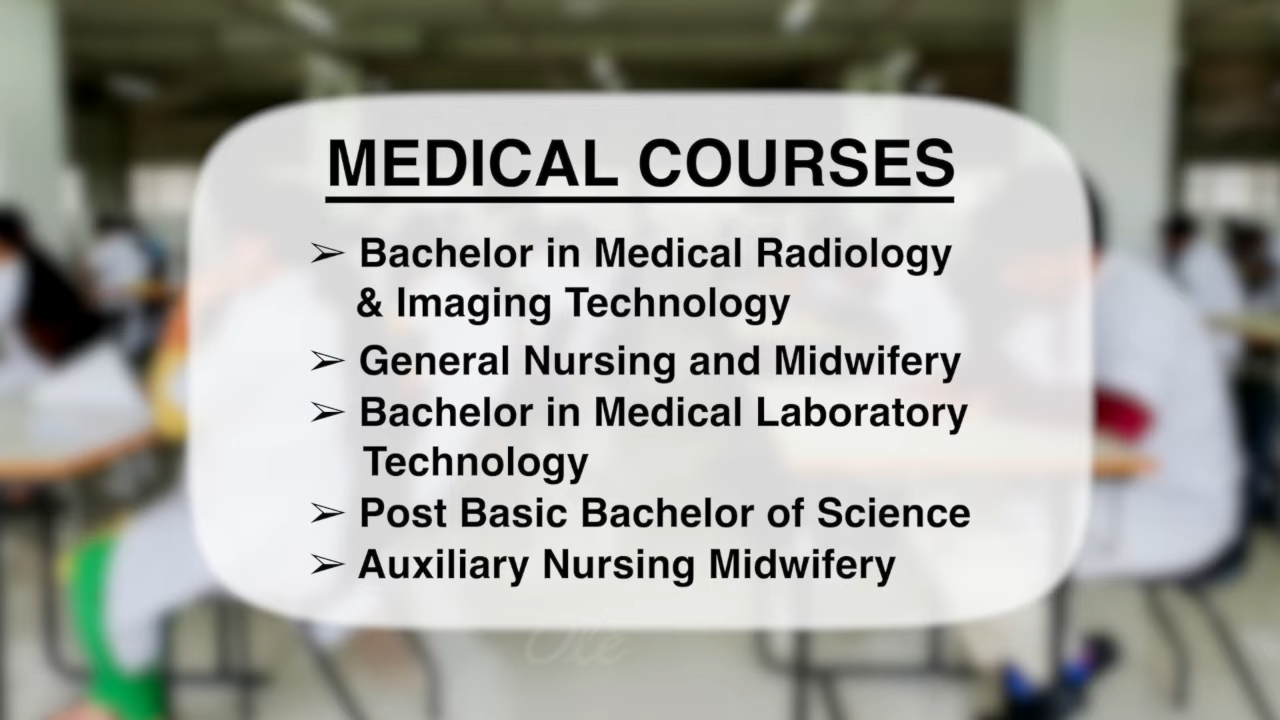 MEDICAL COURSES
➢ Bachelor in Medical Radiology
& Imaging Technology
➢ General Nursing and Midwifery
➢ Bachelor in Medical Laboratory
Technology
➢ Post Basic Bachelor of Science
➢ Auxiliary Nursing Midwifery